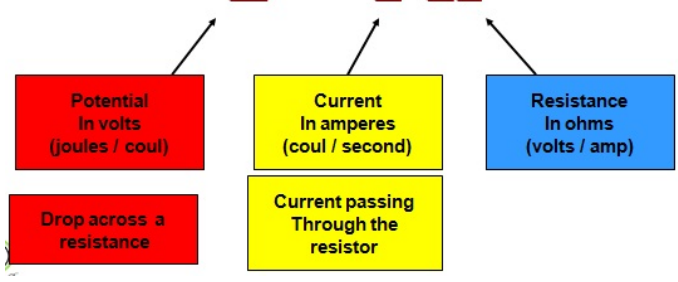 Potential
In volts
(joules / coul)
Current
In amperes
(coul / second)
Resistance
In ohms
(volts / amp)
Drop across a
resistance
Current passing
Through the
resistor